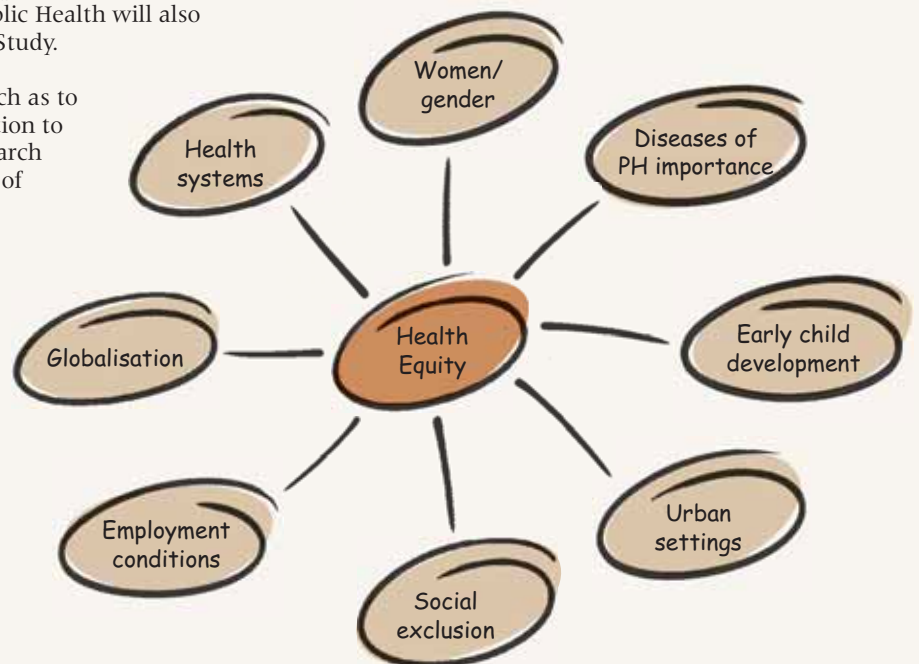 olic Health will also
Study.
ch as to
tion to
arch
of
Women/
gender
Diseases of
PH importance
Early child
development
Urban
settings
Social
exclusion
Employment
conditions
Globalisation
Health
systems
Health
Equity